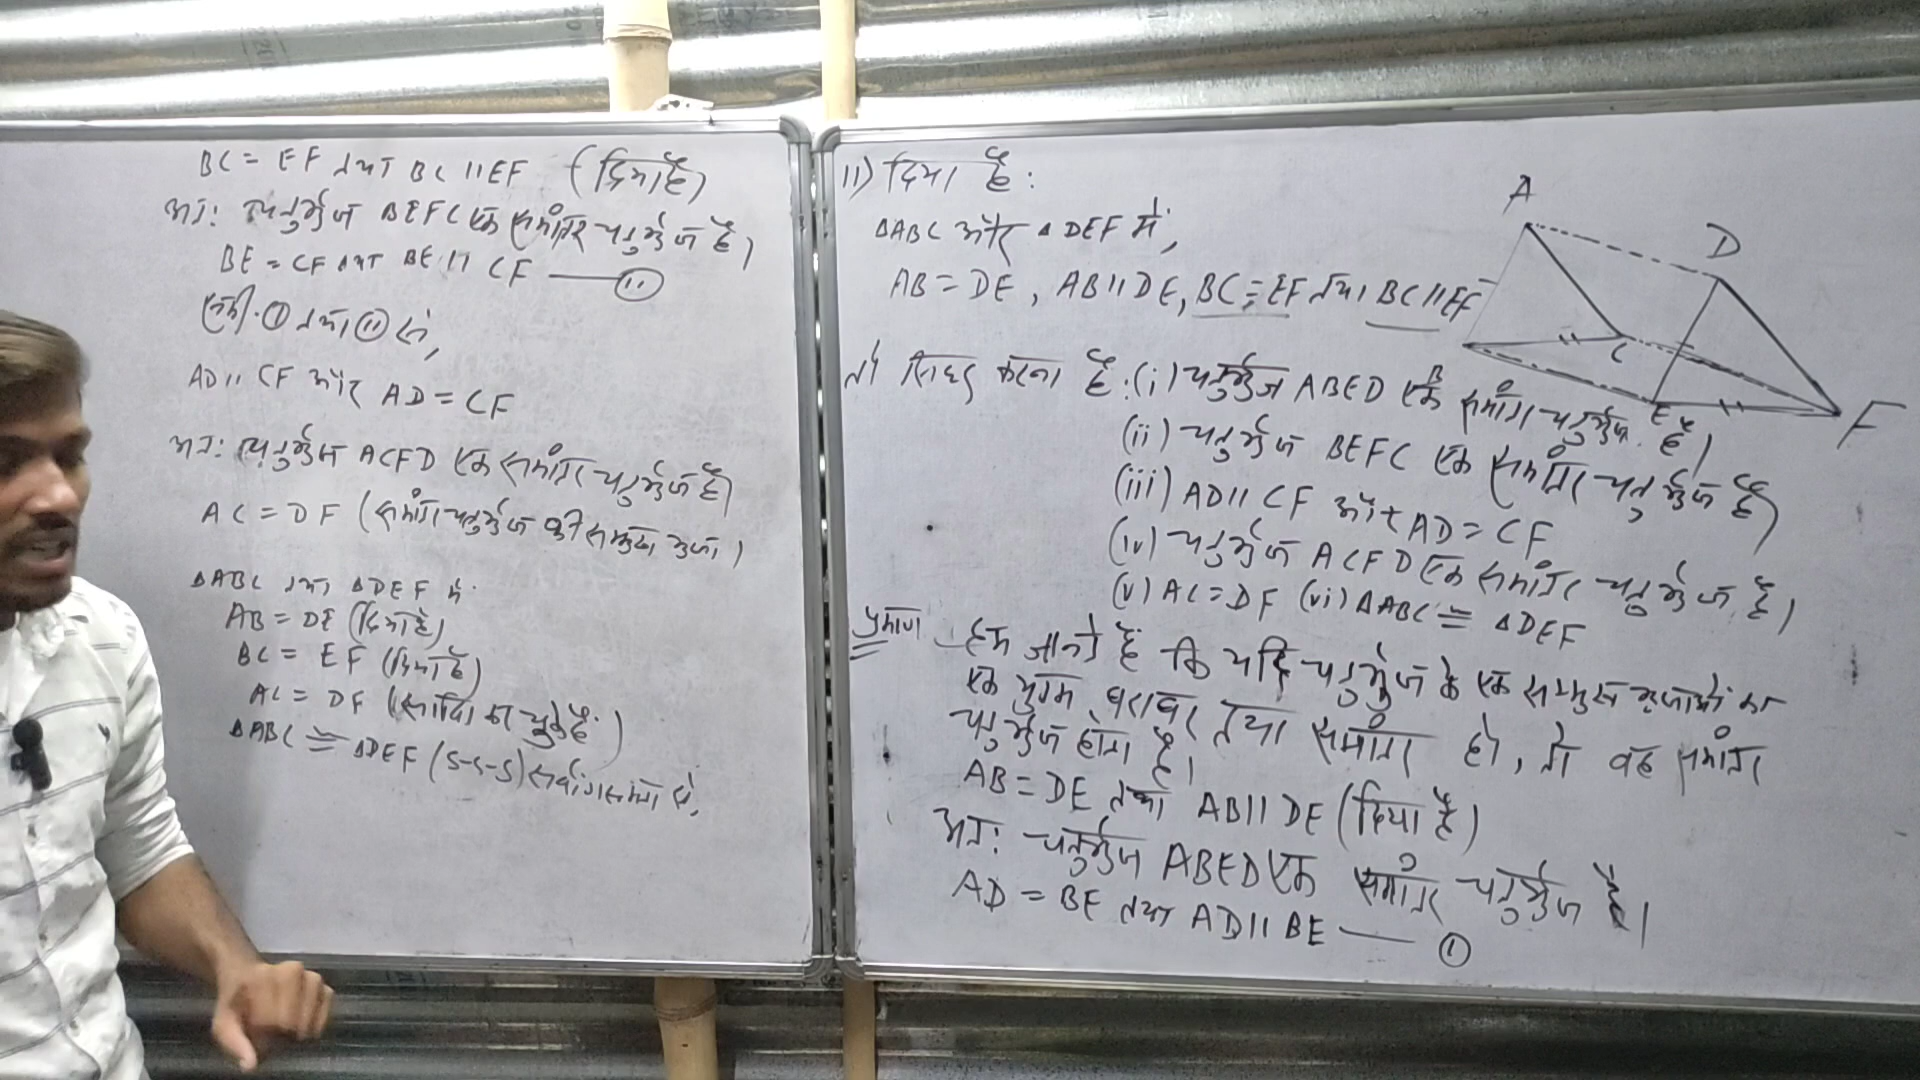 11) दिया है:
ΔABC और ΔDEF में,
AB = DE, AB || DE, BC = EF तथा BC || EF
तो सिद्ध करना है: (i) चतुर्भुज ABED एक समांतर चतुर्भुज है।
(ii) चतुर्भुज BEFC एक समांतर चतुर्भुज है
(iii) AD || CF और AD = CF
(iv) चतुर्भुज ACFD एक समांतर चतुर्भुज है।
(v) AC = DF (vi) ΔABC ≅ ΔDEF
प्रमाण - हम जानते हैं कि यदि चतुर्भुज के एक सम्मुख भुजाओं का
एक युग्म बराबर तथा समांतर हो, तो वह समांतर
चतुर्भुज होता है।
AB = DE तथा AB || DE (दिया है)
अत: चतुर्भुज ABED एक समांतर चतुर्भुज है।
AD = BE तथा AD || BE — (i)
A
D
B
C
E
F
BC = EF तथा BC || EF (दिया है)
अत: चतुर्भुज BEFC एक समांतर चतुर्भुज है।
BE = CF तथा BE || CF — (ii)
समी. (i) तथा (ii) से,
AD || CF और AD = CF
अत: चतुर्भुज ACFD एक समांतर चतुर्भुज है
AC = DF (समांतर चतुर्भुज की सम्मुख भुजा)
ΔABC तथा ΔDEF में
AB = DE (दिया है)
BC = EF (दिया है)
AC = DF (साबित कर चुके हैं)
ΔABC ≅ ΔDEF (S-S-S) सर्वांगसमता से,